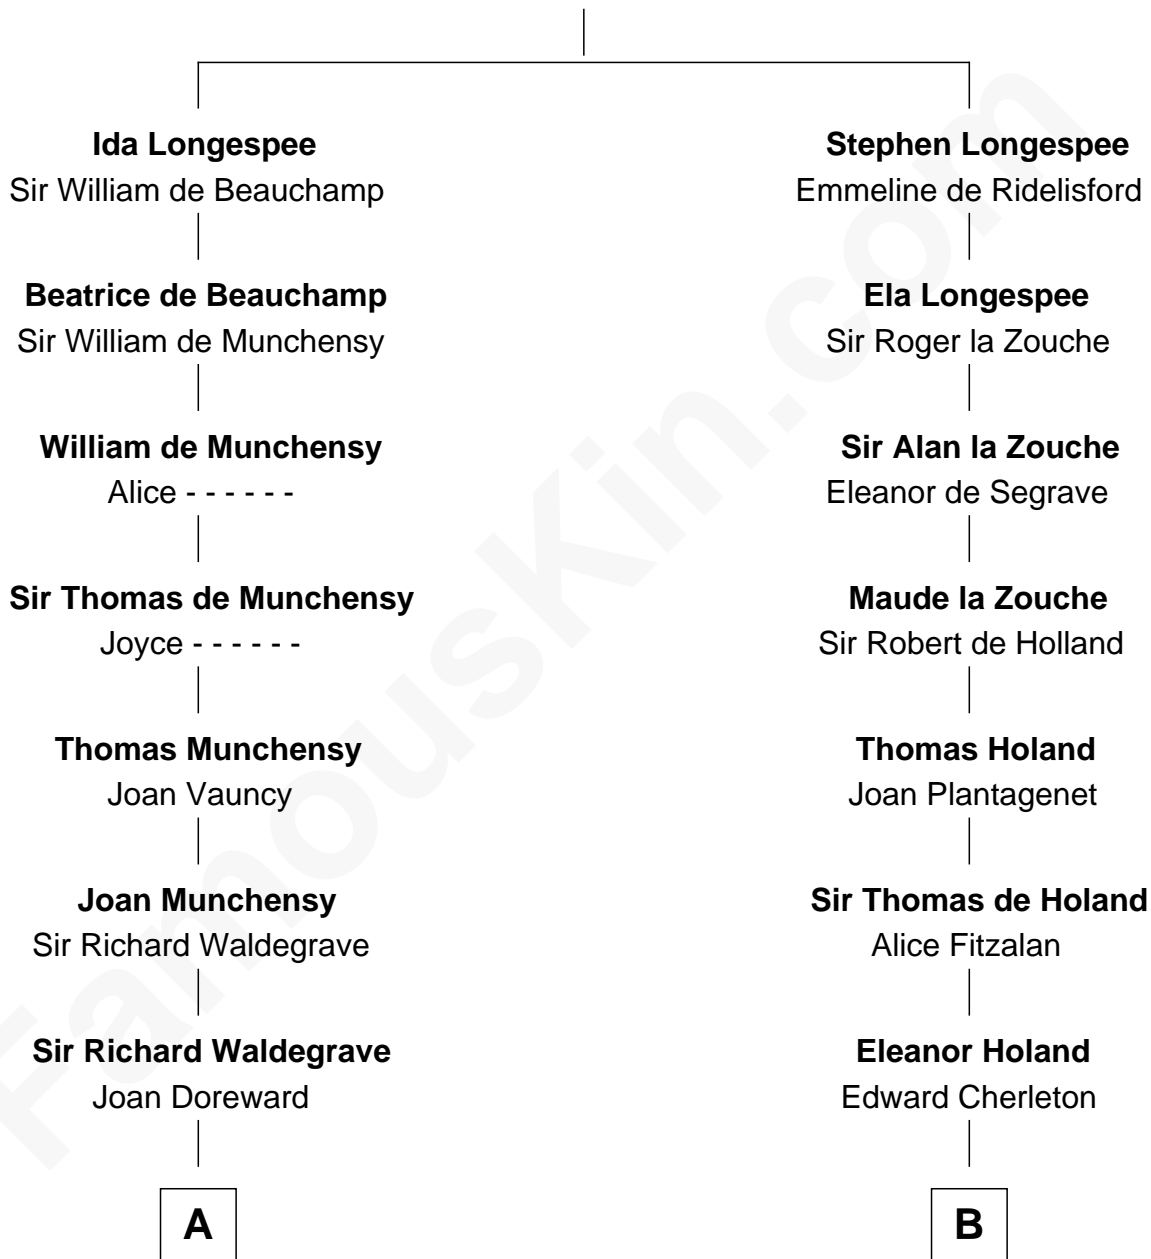 Ida Longespee
Sir William de Beauchamp
Beatrice de Beauchamp
Sir William de Munchensy
William de Munchensy
Alice - - - - - -
Sir Thomas de Munchensy
Joyce - - - - - -
Thomas Munchensy
Joan Vauncy
Joan Munchensy
Sir Richard Waldegrave
Sir Richard Waldegrave
Joan Doreward
A
Stephen Longespee
Emmeline de Ridelisford
Ela Longespee
Sir Roger la Zouche
Sir Alan la Zouche
Eleanor de Segrave
Maude la Zouche
Sir Robert de Holland
Thomas Holand
Joan Plantagenet
Sir Thomas de Holand
Alice Fitzalan
Eleanor Holand
Edward Cherleton
B
FamousKin.com